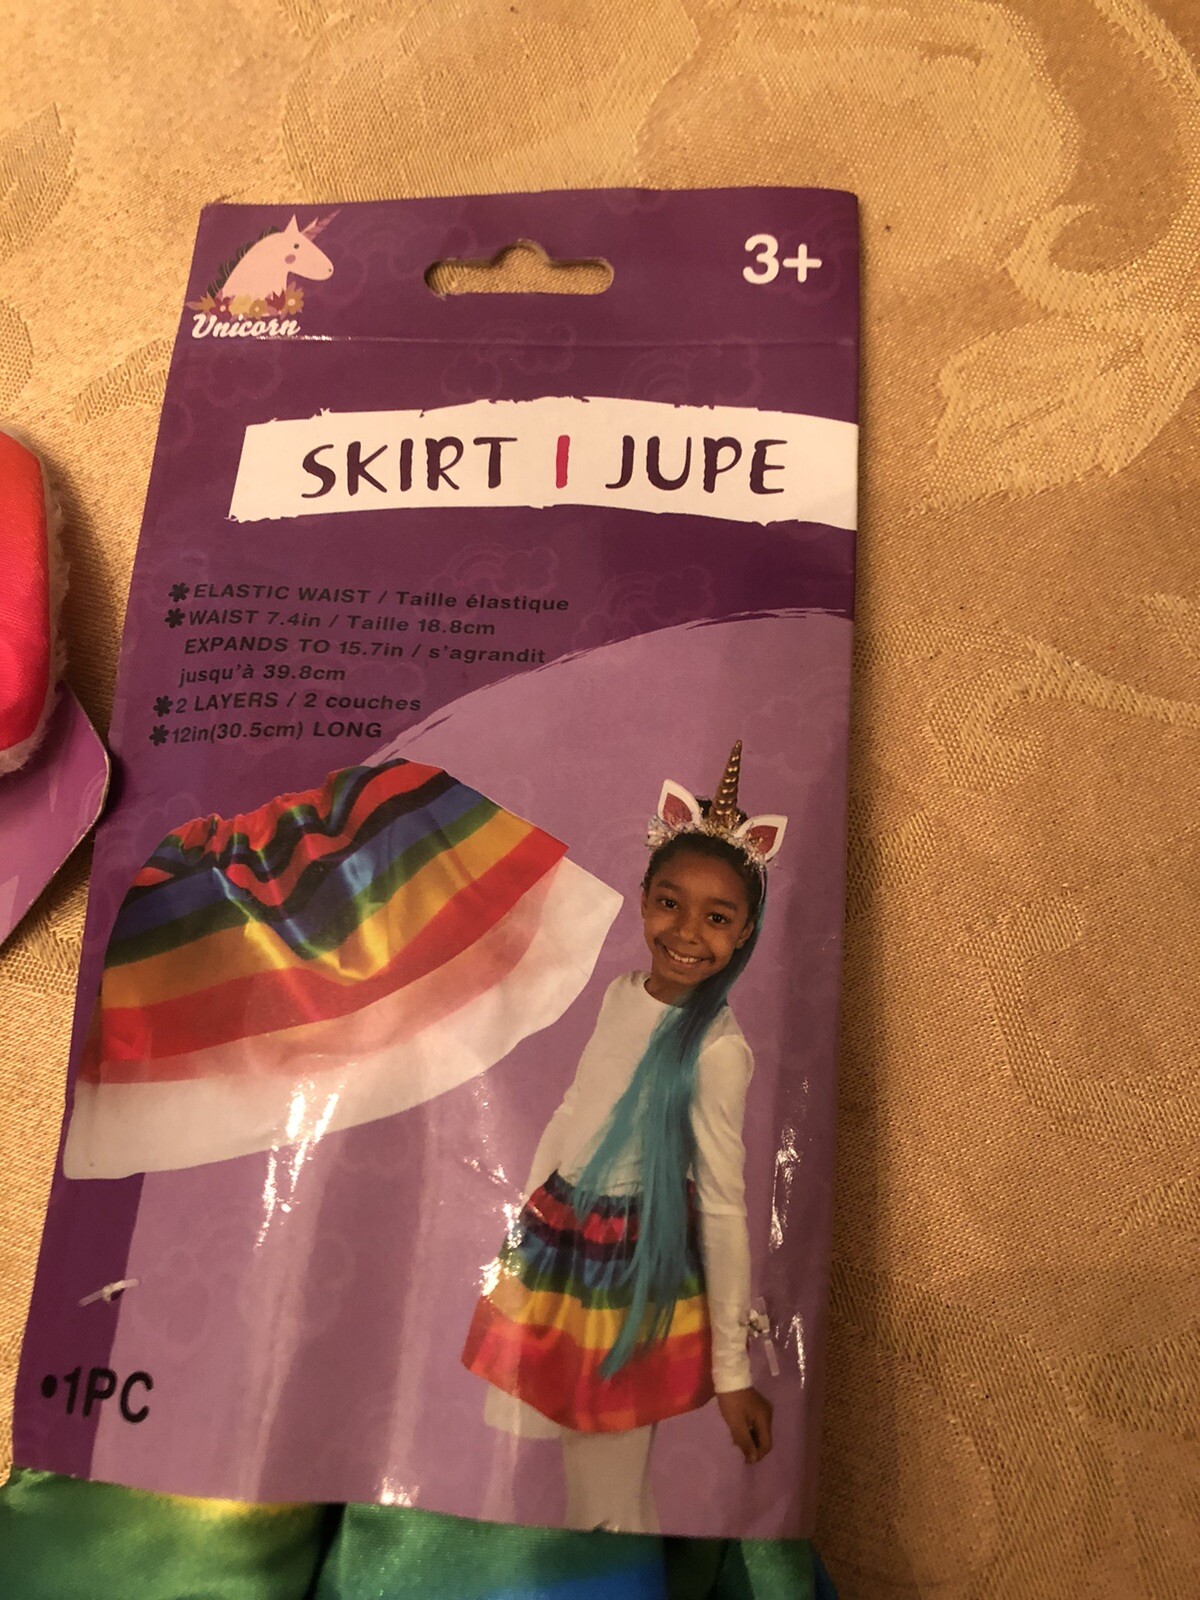 Unicorn
3+
SKIRT | JUPE
*ELASTIC WAIST / Taille élastique
*WAIST 7.4in / Taille 18.8cm
EXPANDS TO 15.7in / s'agrandit
jusqu'à 39.8cm
*2 LAYERS / 2 couches
*12in(30.5cm) LONG
•1PC